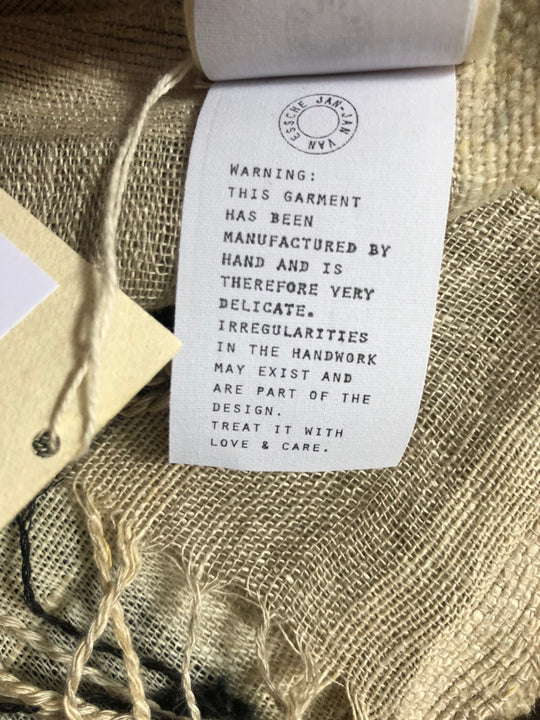 JAN-JAN VAN ESSCHE
WARNING:
THIS GARMENT
HAS BEEN
MANUFACTURED BY
HAND AND IS
THEREFORE VERY
DELICATE.
IRREGULARITIES
IN THE HANDWORK
MAY EXIST AND
ARE PART OF THE
DESIGN.
TREAT IT WITH
LOVE & CARE.